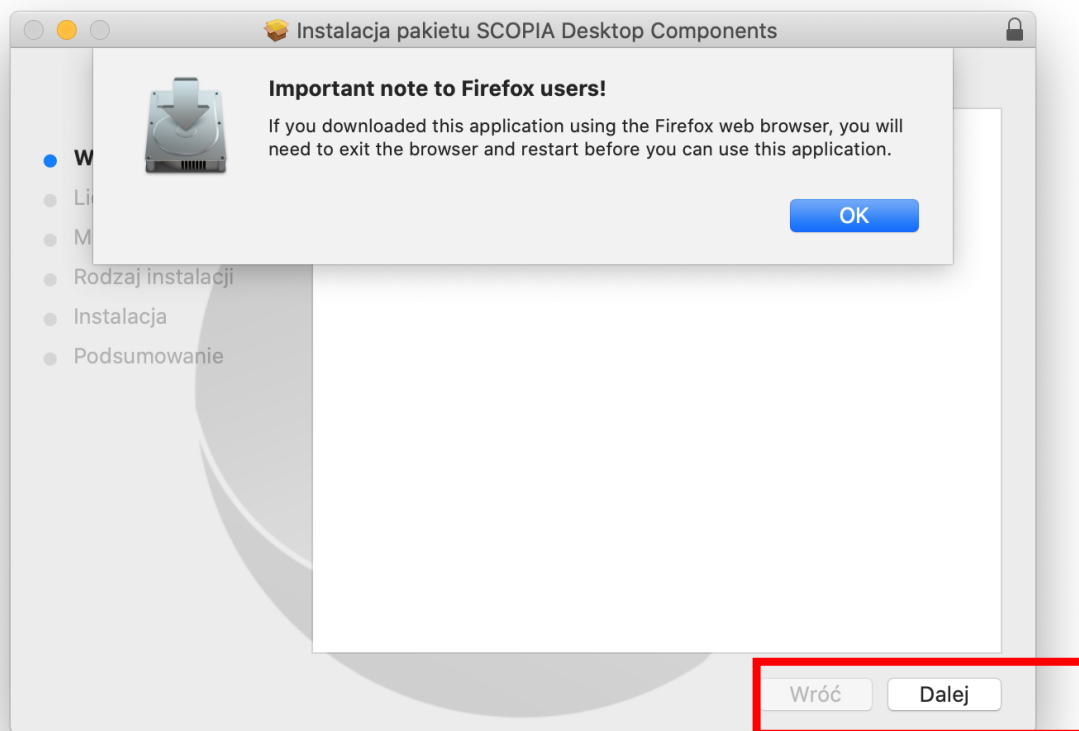 Instalacja pakietu SCOPIA Desktop Components
Important note to Firefox users!
If you downloaded this application using the Firefox web browser, you will
need to exit the browser and restart before you can use this application.
OK
W
Li
M
Rodzaj instalacji
Instalacja
Podsumowanie
Wróć
Dalej